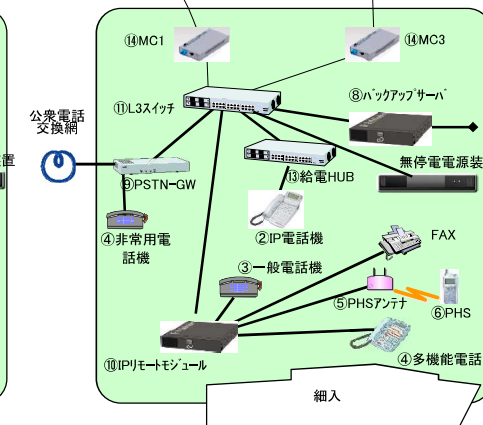 ⑭MC1
⑭MC3
⑪L3スイッチ
⑧バックアップサーバ
公衆電話
交換網
置
無停電電源装
⑬給電HUB
⑨PSTN-GW
②IP電話機
④非常用電
話機
FAX
③一般電話機
⑤PHSアンテナ
⑥PHS
⑩IPリモートモジュール
④多機能電話
細入